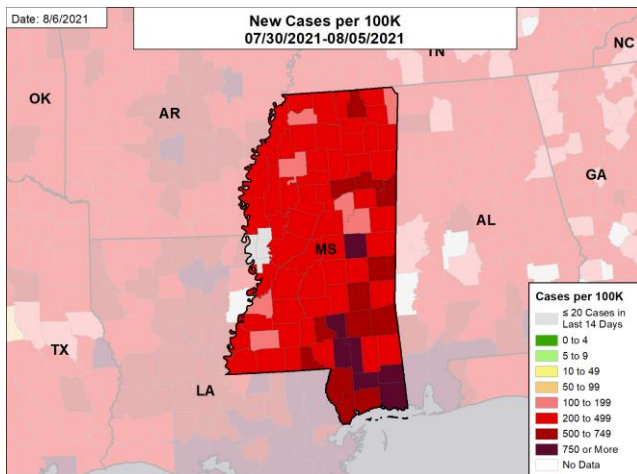 Date: 8/6/2021
New Cases per 100K
07/30/2021-08/05/2021
TN
NC
OK
AR
GA
AL
MS
TX
LA
Cases per 100K
≤ 20 Cases in
Last 14 Days
0 to 4
5 to 9
10 to 49
50 to 99
100 to 199
200 to 499
500 to 749
750 or More
No Data